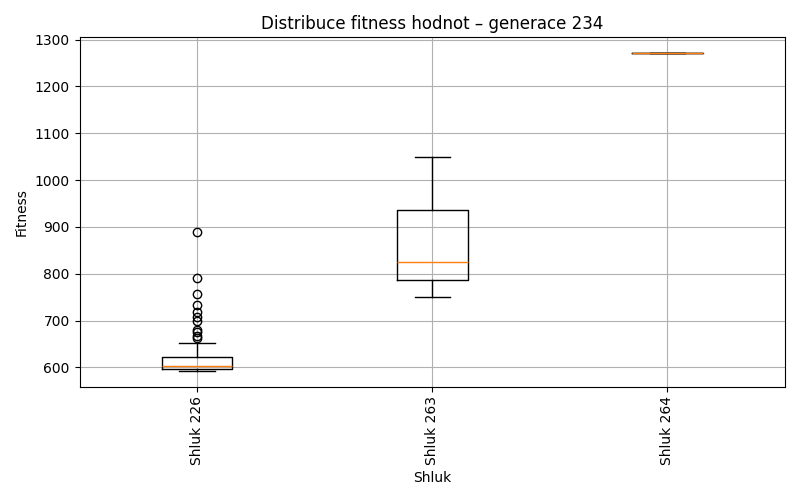 Distribuce fitness hodnot – generace 234
1300
1200
1100
1000
900
800
700
600
Fitness
Shluk 226
Shluk 263
Shluk 264
Shluk